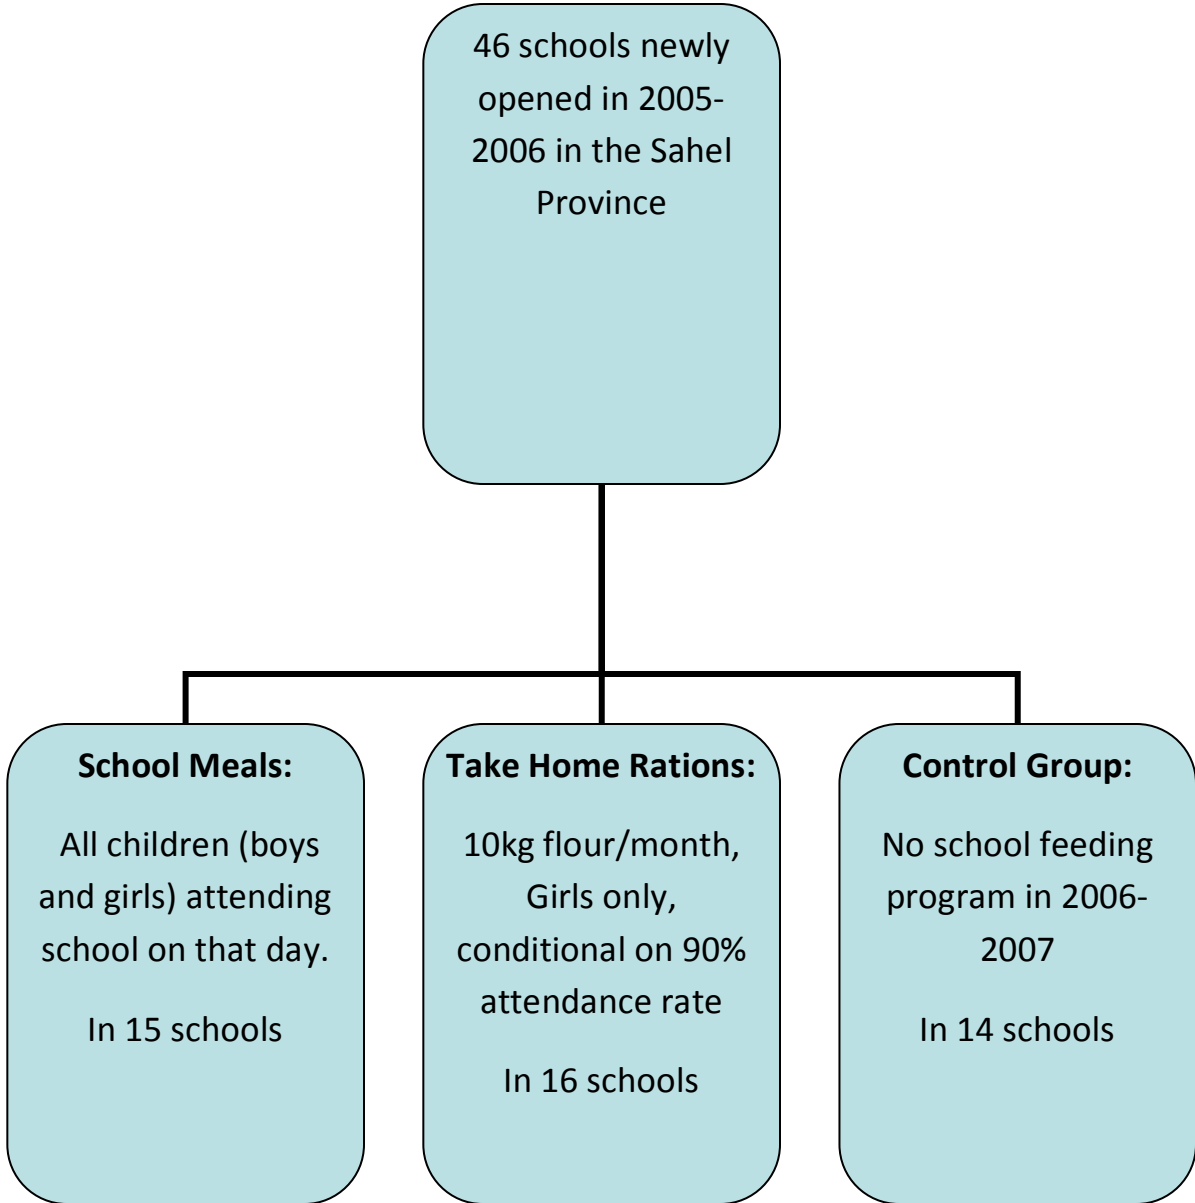 46 schools newly
opened in 2005-
2006 in the Sahel
Province
School Meals:
All children (boys
and girls) attending
school on that day.
In 15 schools
Take Home Rations:
10kg flour/month,
Girls only,
conditional on 90%
attendance rate
In 16 schools
Control Group:
No school feeding
program in 2006-
2007
In 14 schools